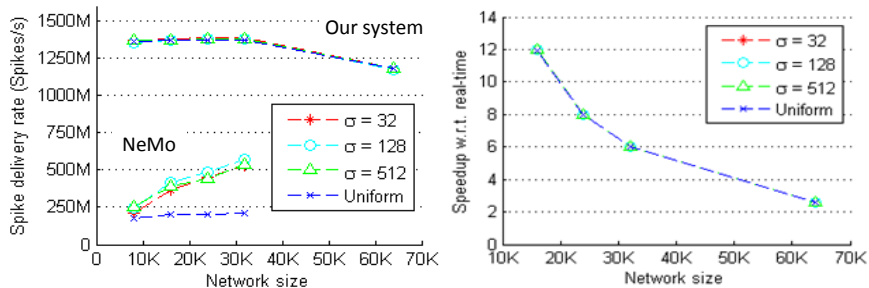 1500M
Our system
1250M
1000M
750M
NeMo
500M
250M
0
σ = 32
σ = 128
σ = 512
Uniform
0 10K 20K 30K 40K 50K 60K 70K
Network size
Spike delivery rate (Spikes/s)
14
12
10
8
6
4
2
0
σ = 32
σ = 128
σ = 512
Uniform
10K 20K 30K 40K 50K 60K 70K
Network size
Speedup w.r.t. real-time